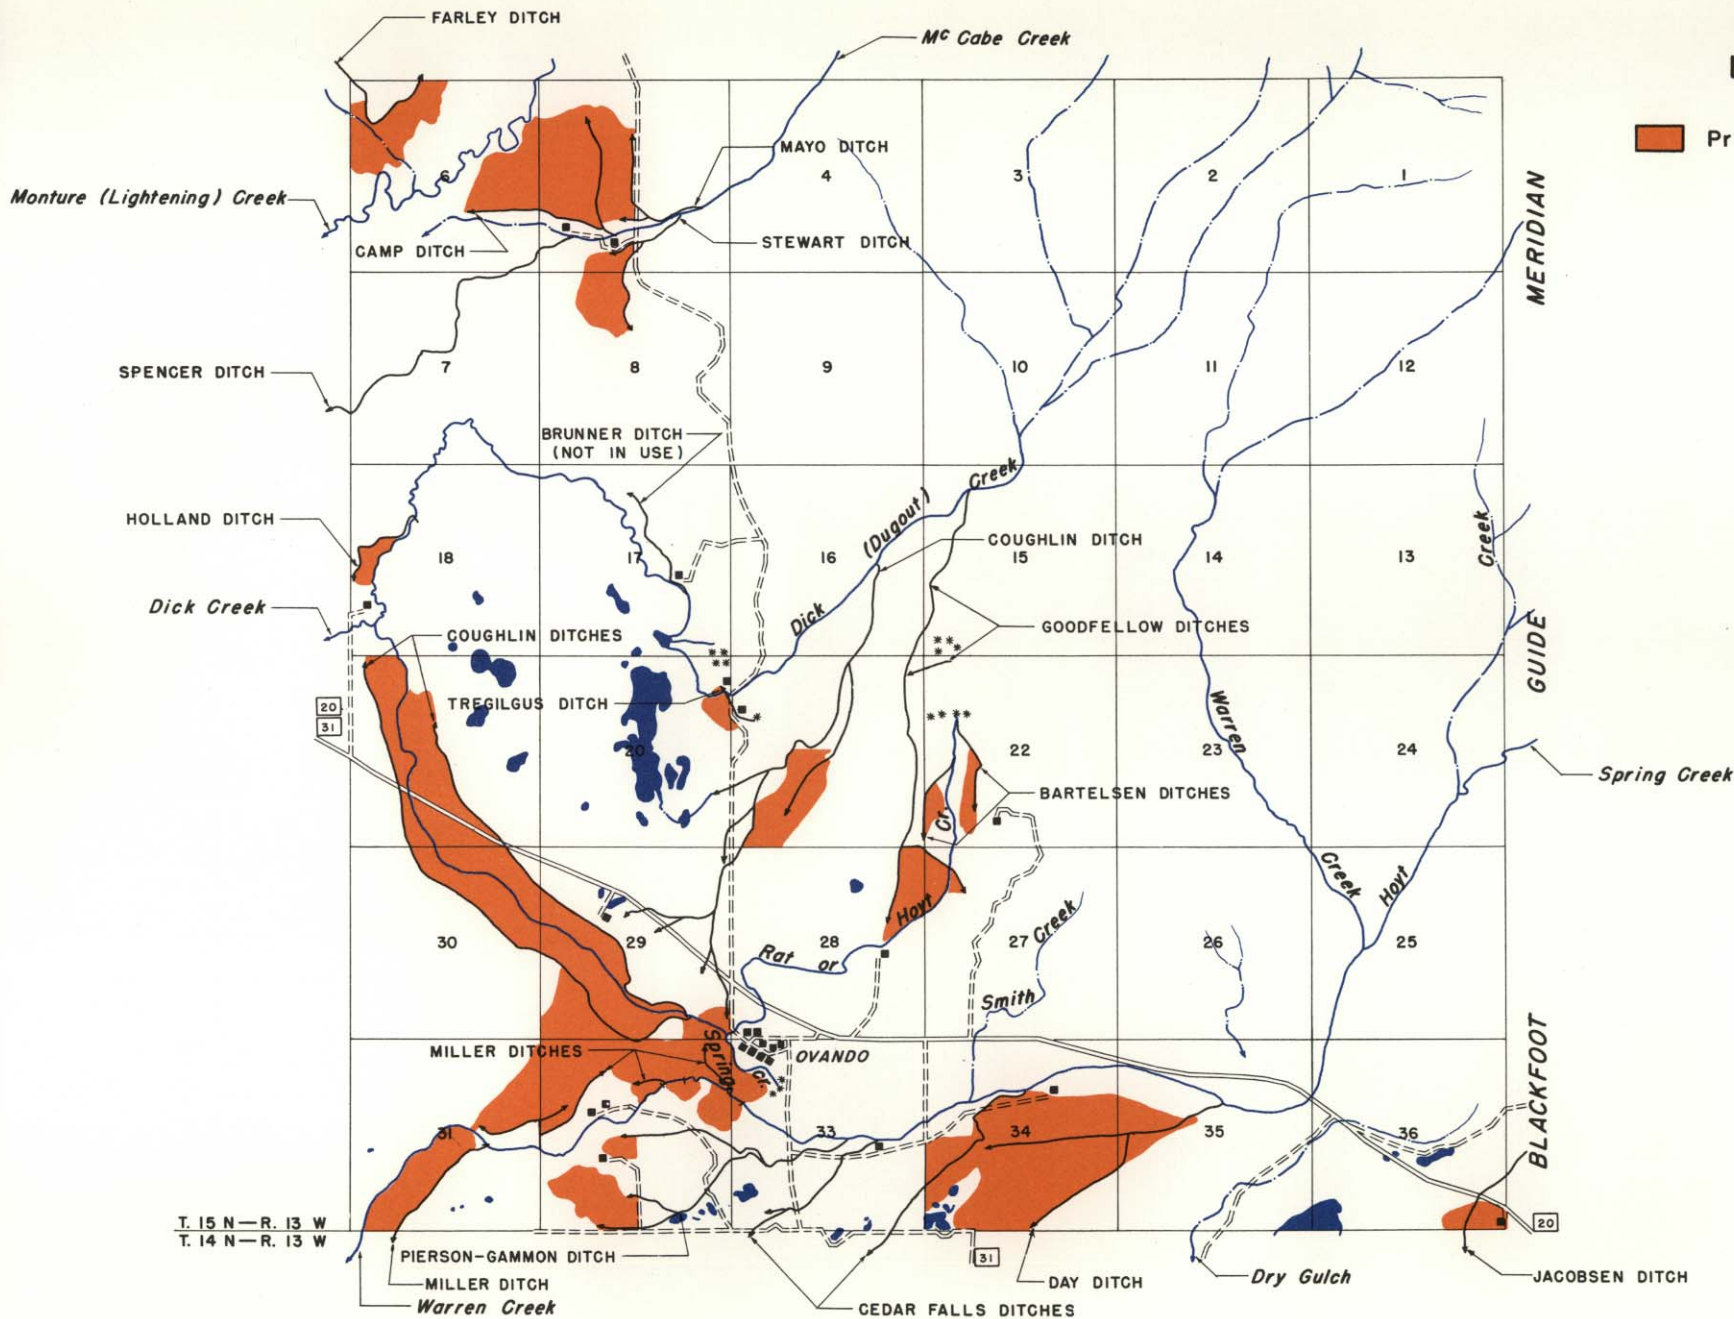 FARLEY DITCH
Mc Cabe Creek
Pr
MAYO DITCH
6
4
3
2
1
MERIDIAN
Monture (Lightening) Creek
CAMP DITCH
STEWART DITCH
SPENCER DITCH
7
8
9
10
11
12
BRUNNER DITCH
(NOT IN USE)
HOLLAND DITCH
18
17
16
(Dugout)
Creek
COUGHLIN DITCH
15
14
13
Creek
Dick Creek
Dick
COUGHLIN DITCHES
GOODFELLOW DITCHES
GUIDE
20
31
TREGILGUS DITCH
20
22
Warren
23
24
Spring Creek
BARTELSEN DITCHES
Cr.
Creek
Hoyt
30
29
28
Hoyt
Rat or
27
Creek
Smith
26
25
MILLER DITCHES
Spring
Cr.
OVANDO
BLACKFOOT
31
33
34
35
36
T. 15 N—R. 13 W
T. 14 N—R. 13 W
20
31
PIERSON-GAMMON DITCH
MILLER DITCH
Warren Creek
CEDAR FALLS DITCHES
DAY DITCH
Dry Gulch
JACOBSEN DITCH